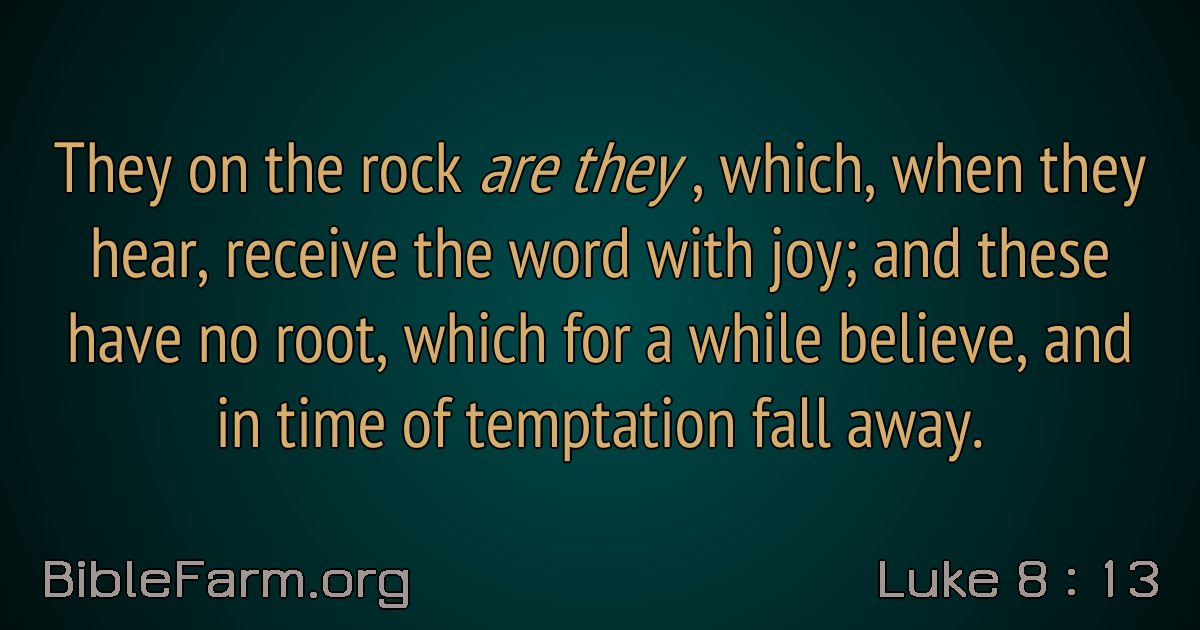 They on the rock are they , which, when they
hear, receive the word with joy; and these
have no root, which for a while believe, and
in time of temptation fall away.
BibleFarm.org
Luke 8 : 13